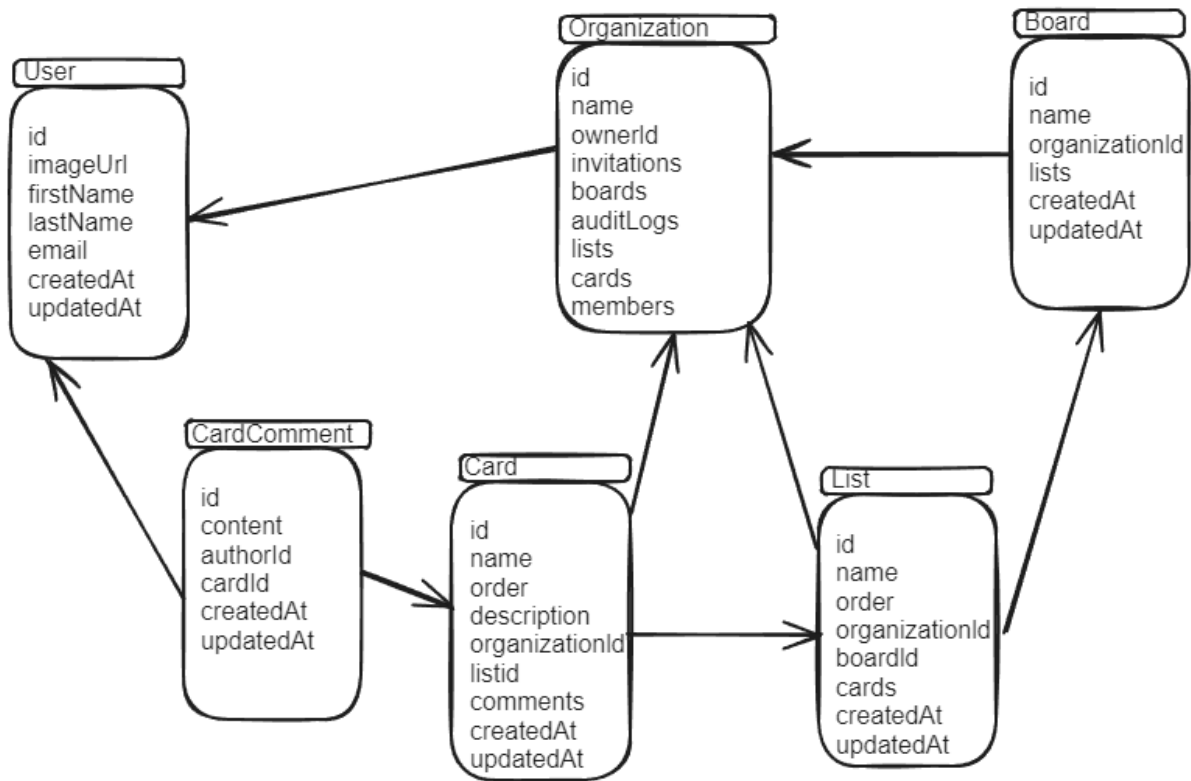 User
id
imageUrl
firstName
lastName
email
createdAt
updatedAt
Organization
id
name
ownerId
invitations
boards
auditLogs
lists
cards
members
Board
id
name
organizationId
lists
createdAt
updatedAt
CardComment
id
content
authorId
cardId
createdAt
updatedAt
Card
id
name
order
description
organizationId
listid
comments
createdAt
updatedAt
List
id
name
order
organizationId
boardId
cards
createdAt
updatedAt